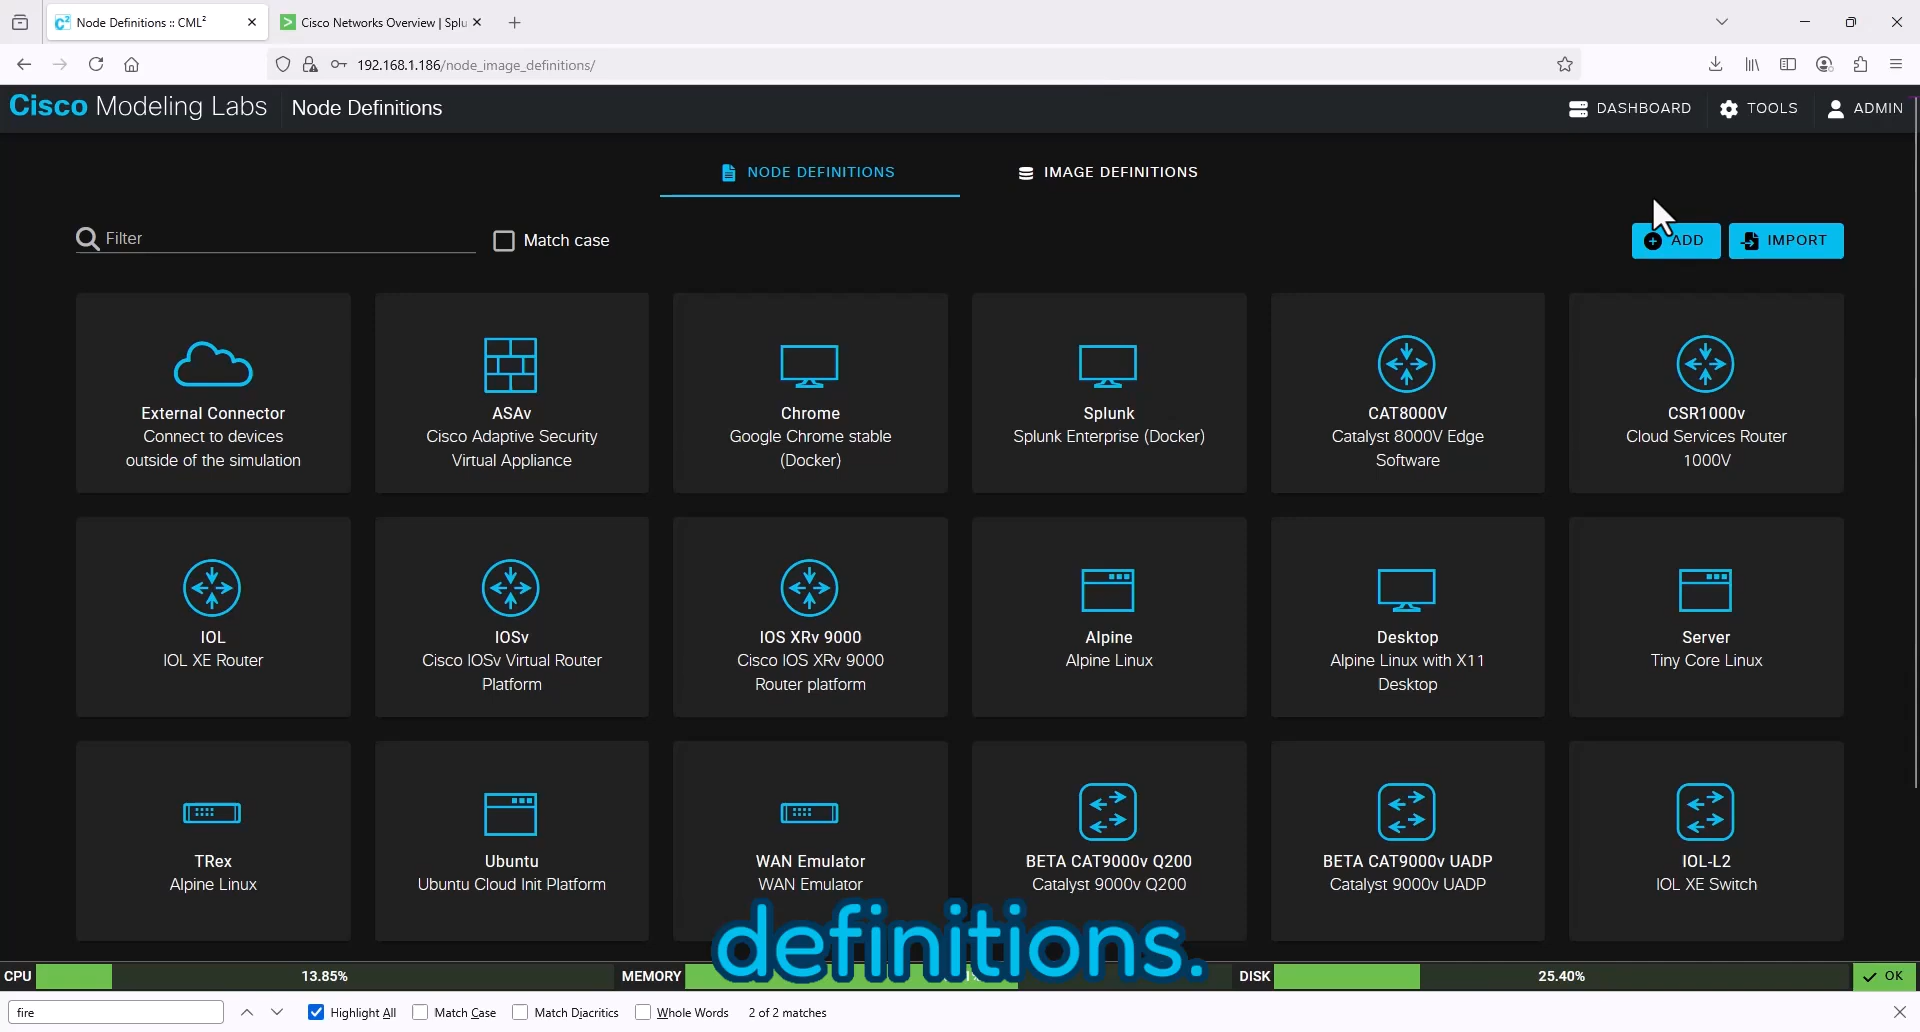 Node Definitions :: CML²
Cisco Networks Overview | Splu
192.168.1.186/node_image_definitions/
Cisco Modeling Labs
Node Definitions
DASHBOARD
TOOLS
ADMIN
NODE DEFINITIONS
IMAGE DEFINITIONS
Filter
Match case
ADD
IMPORT
External Connector
Connect to devices
outside of the simulation
ASAv
Cisco Adaptive Security
Virtual Appliance
Chrome
Google Chrome stable
(Docker)
Splunk
Splunk Enterprise (Docker)
CAT8000V
Catalyst 8000V Edge
Software
CSR1000v
Cloud Services Router
1000V
IOL
IOL XE Router
IOSv
Cisco IOSv Virtual Router
Platform
IOS XRv 9000
Cisco IOS XRv 9000
Router platform
Alpine
Alpine Linux
Desktop
Alpine Linux with X11
Desktop
Server
Tiny Core Linux
TRex
Alpine Linux
Ubuntu
Ubuntu Cloud Init Platform
WAN Emulator
WAN Emulator
BETA CAT9000v Q200
Catalyst 9000v Q200
BETA CAT9000v UADP
Catalyst 9000v UADP
IOL-L2
IOL XE Switch
definitions.
CPU
13.85%
MEMORY
DISK
25.40%
OK
fire
Highlight All
Match Case
Match Diacritics
Whole Words
2 of 2 matches